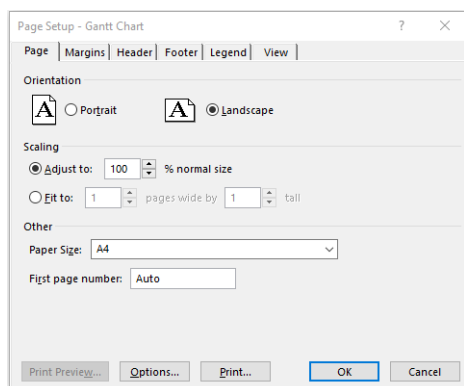 Page Setup - Gantt Chart ? ×
Page Margins Header Footer Legend View
Orientation
A Portrait A Landscape
Scaling
Adjust to: 100 % normal size
Fit to: 1 pages wide by 1 tall
Other
Paper Size: A4
First page number: Auto
Print Preview... Options... Print... OK Cancel